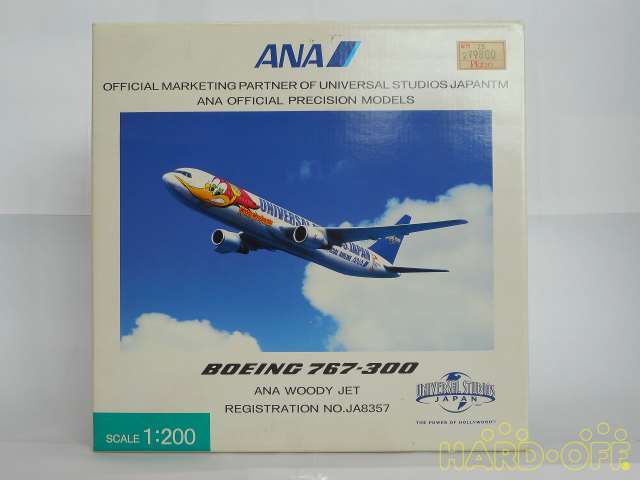 ANA
OFFICIAL MARKETING PARTNER OF UNIVERSAL STUDIOS JAPANTM
ANA OFFICIAL PRECISION MODELS
UNIVERSAL
BOEING 767-300
ANA WOODY JET
REGISTRATION NO.JA8357
UNIVERSAL STUDIOS
JAPAN
THE POWER OF HOLLYWOOD
SCALE 1:200
HARD·OFF